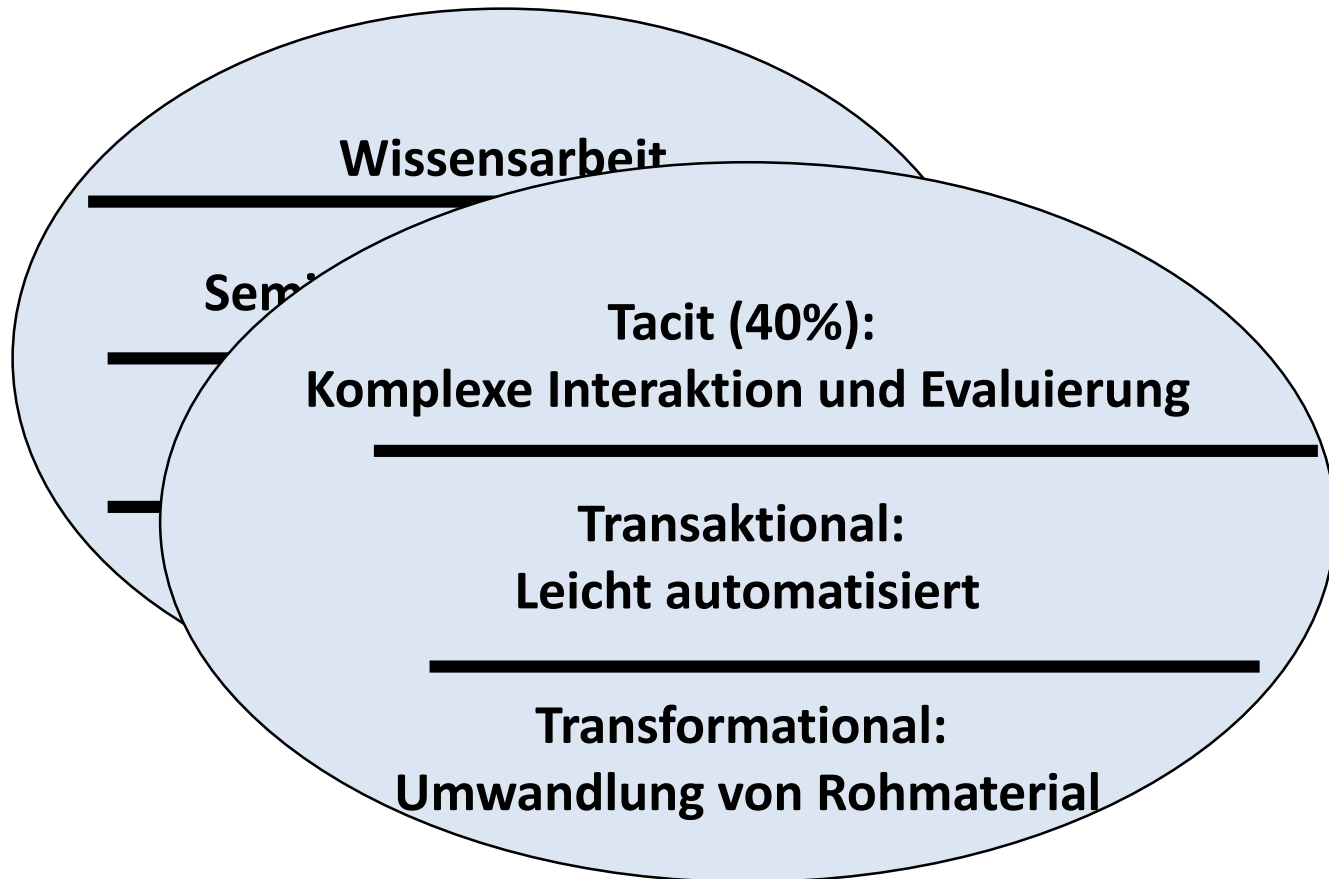 Wissensarbeit
Tacit (40%):
Komplexe Interaktion und Evaluierung
Transaktional:
Leicht automatisiert
Transformational:
Umwandlung von Rohmaterial